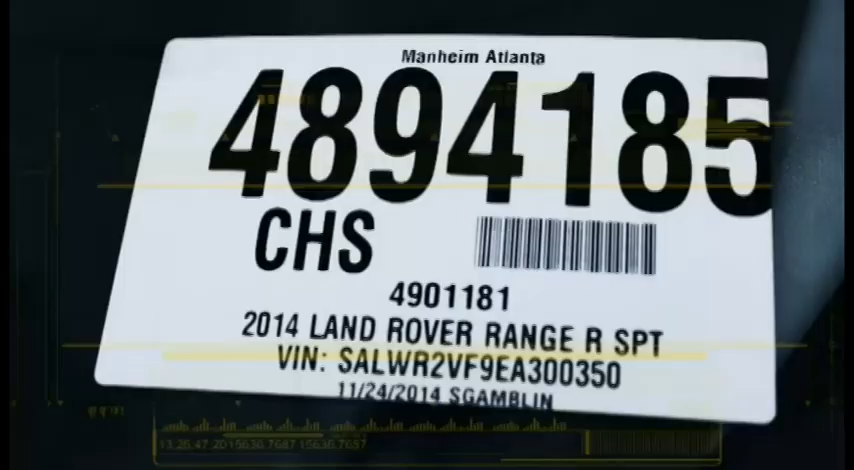 Manheim Atlanta
4894185
CHS
4901181
2014 LAND ROVER RANGE R SPT
VIN: SALWR2VF9EA300350
11/24/2014 SGAMBLIN